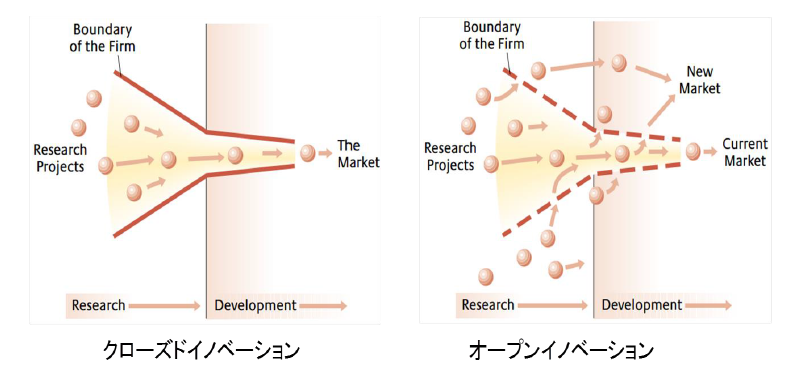 Boundary
of the Firm
Research
Projects
The
Market
Research
Development
クローズドイノベーション
Boundary
of the Firm
New
Market
Research
Projects
Current
Market
Research
Development
オープンイノベーション